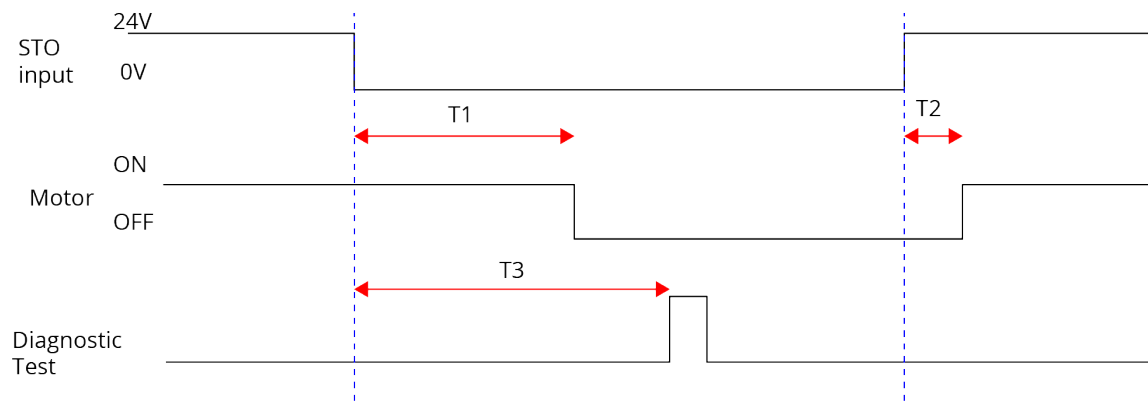 24V
STO
input
0V
T1
T2
ON
Motor
OFF
T3
Diagnostic
Test